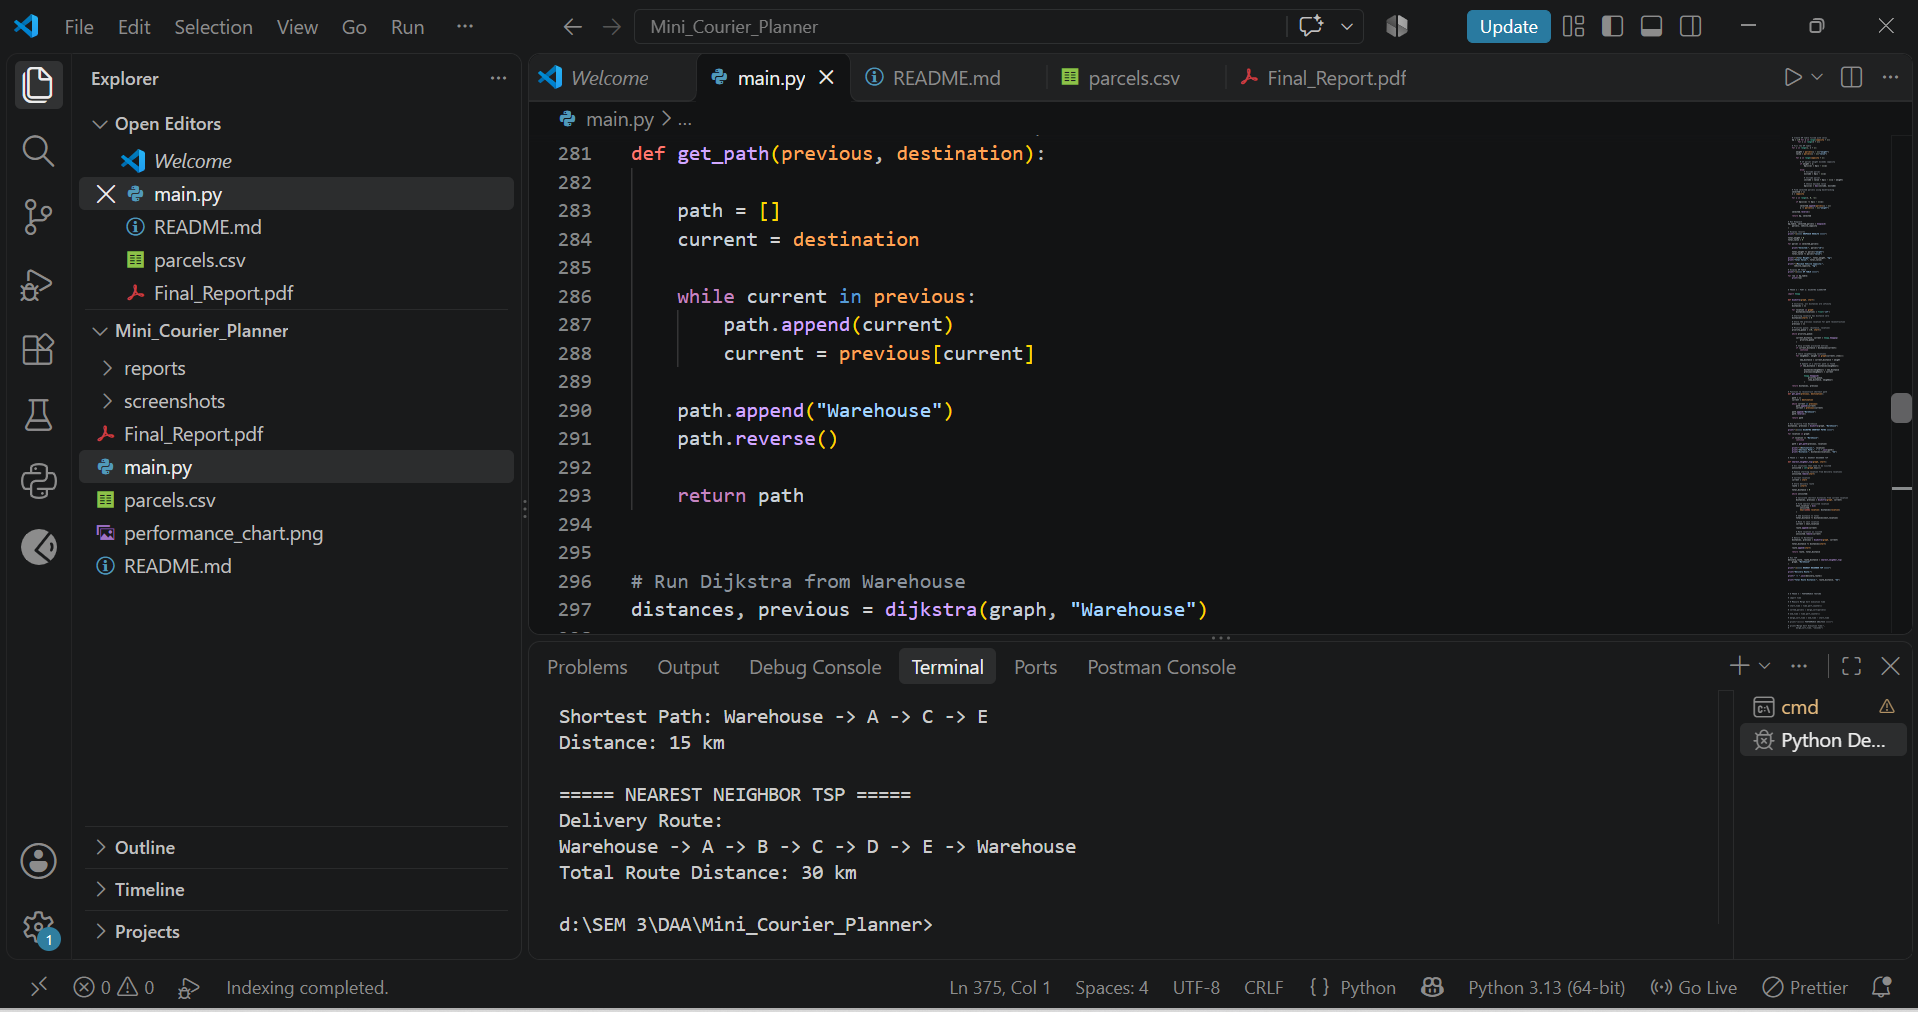 File Edit Selection View Go Run ...
Mini_Courier_Planner
Update
Explorer
Open Editors
Welcome
main.py
README.md
parcels.csv
Final_Report.pdf
Mini_Courier_Planner
reports
screenshots
Final_Report.pdf
main.py
parcels.csv
performance_chart.png
README.md
Outline
Timeline
Projects
1
Welcome main.py README.md parcels.csv Final_Report.pdf
main.py > ...
281 def get_path(previous, destination):
282
283     path = []
284     current = destination
285
286     while current in previous:
287         path.append(current)
288         current = previous[current]
289
290     path.append("Warehouse")
291     path.reverse()
292
293     return path
294
295
296 # Run Dijkstra from Warehouse
297 distances, previous = dijkstra(graph, "Warehouse")
Problems Output Debug Console Terminal Ports Postman Console
Shortest Path: Warehouse -> A -> C -> E
Distance: 15 km
===== NEAREST NEIGHBOR TSP =====
Delivery Route:
Warehouse -> A -> B -> C -> D -> E -> Warehouse
Total Route Distance: 30 km
d:\SEM 3\DAA\Mini_Courier_Planner>
cmd
Python De...
0 0 Indexing completed. Ln 375, Col 1 Spaces: 4 UTF-8 CRLF { } Python Python 3.13 (64-bit) Go Live Prettier